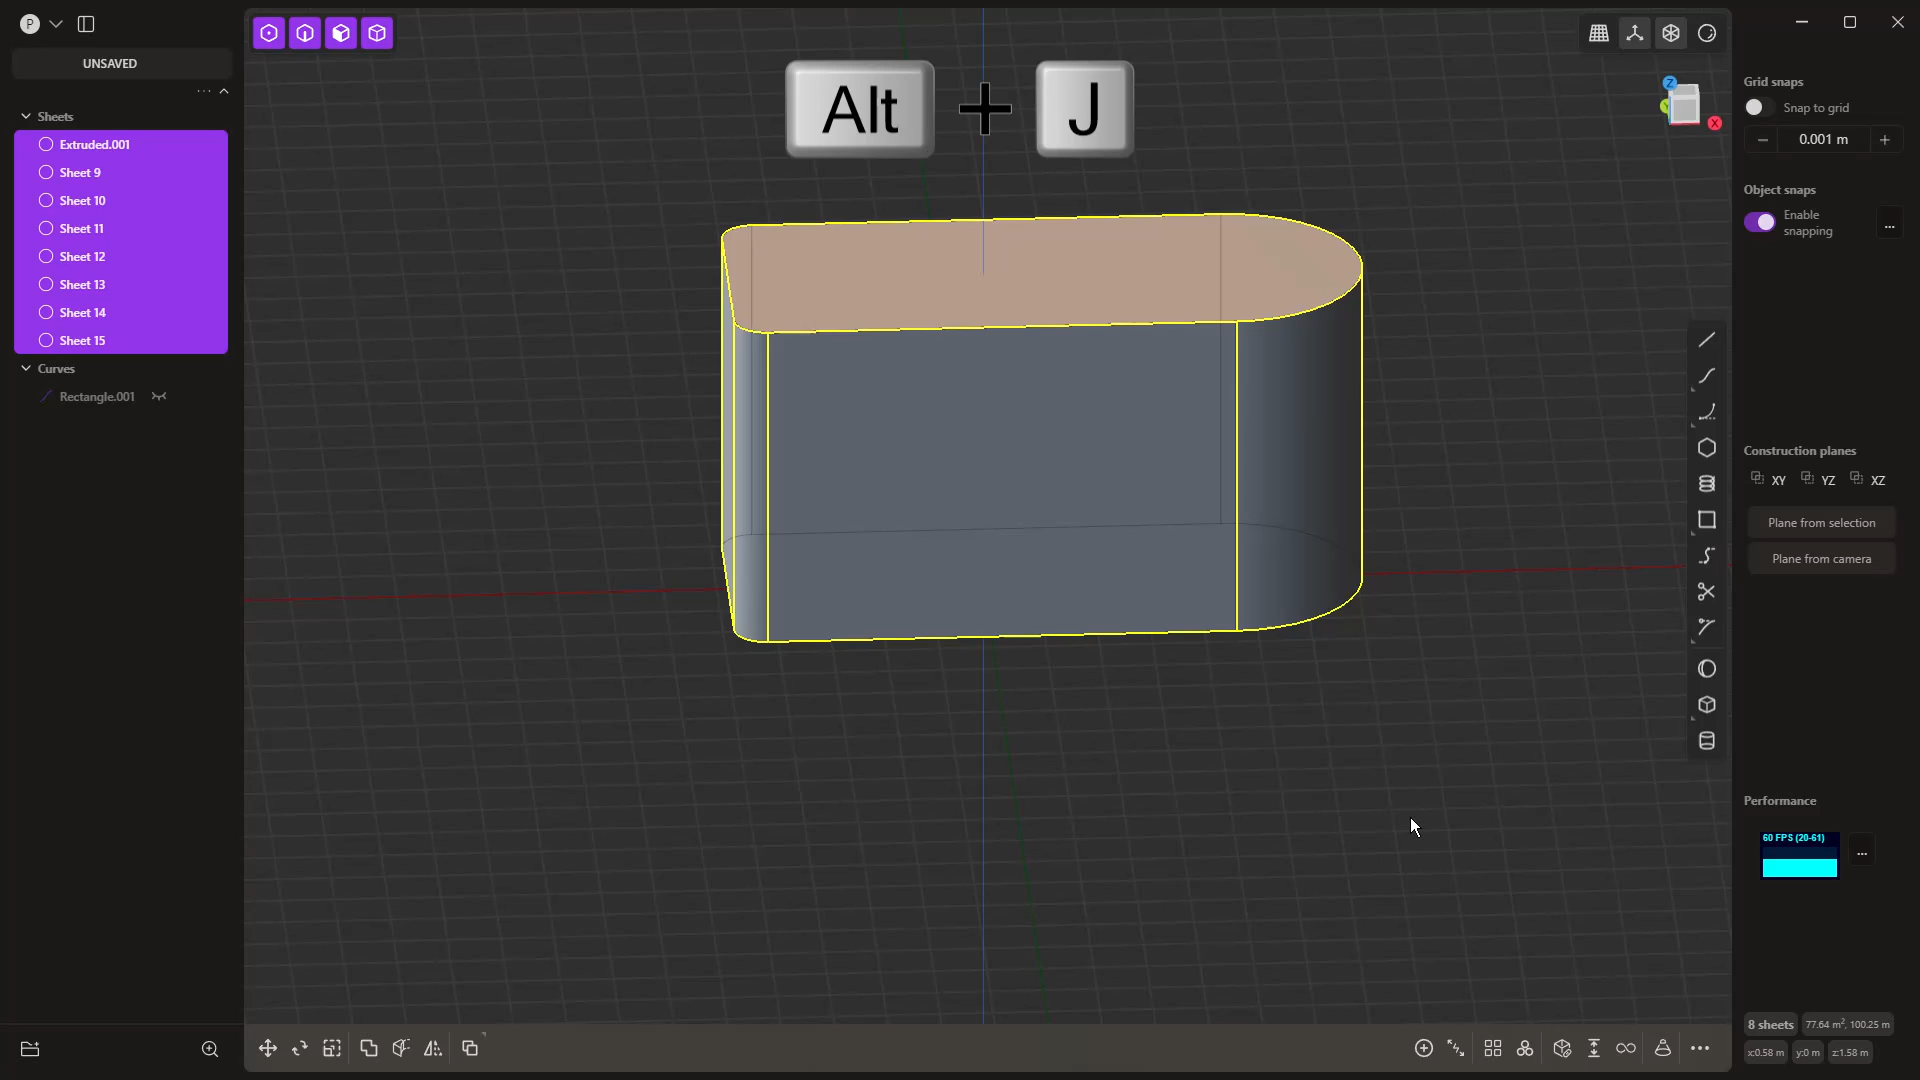 P
UNSAVED
Sheets
Extruded.001
Sheet 9
Sheet 10
Sheet 11
Sheet 12
Sheet 13
Sheet 14
Sheet 15
Curves
Rectangle.001
Alt + J
Z
X
Grid snaps
Snap to grid
− 0.001 m +
Object snaps
Enable
snapping
...
Construction planes
XY YZ XZ
Plane from selection
Plane from camera
Performance
60 FPS (20-61)
...
8 sheets 77.64 m², 100.25 m
x:0.58 m y:0 m z:1.58 m